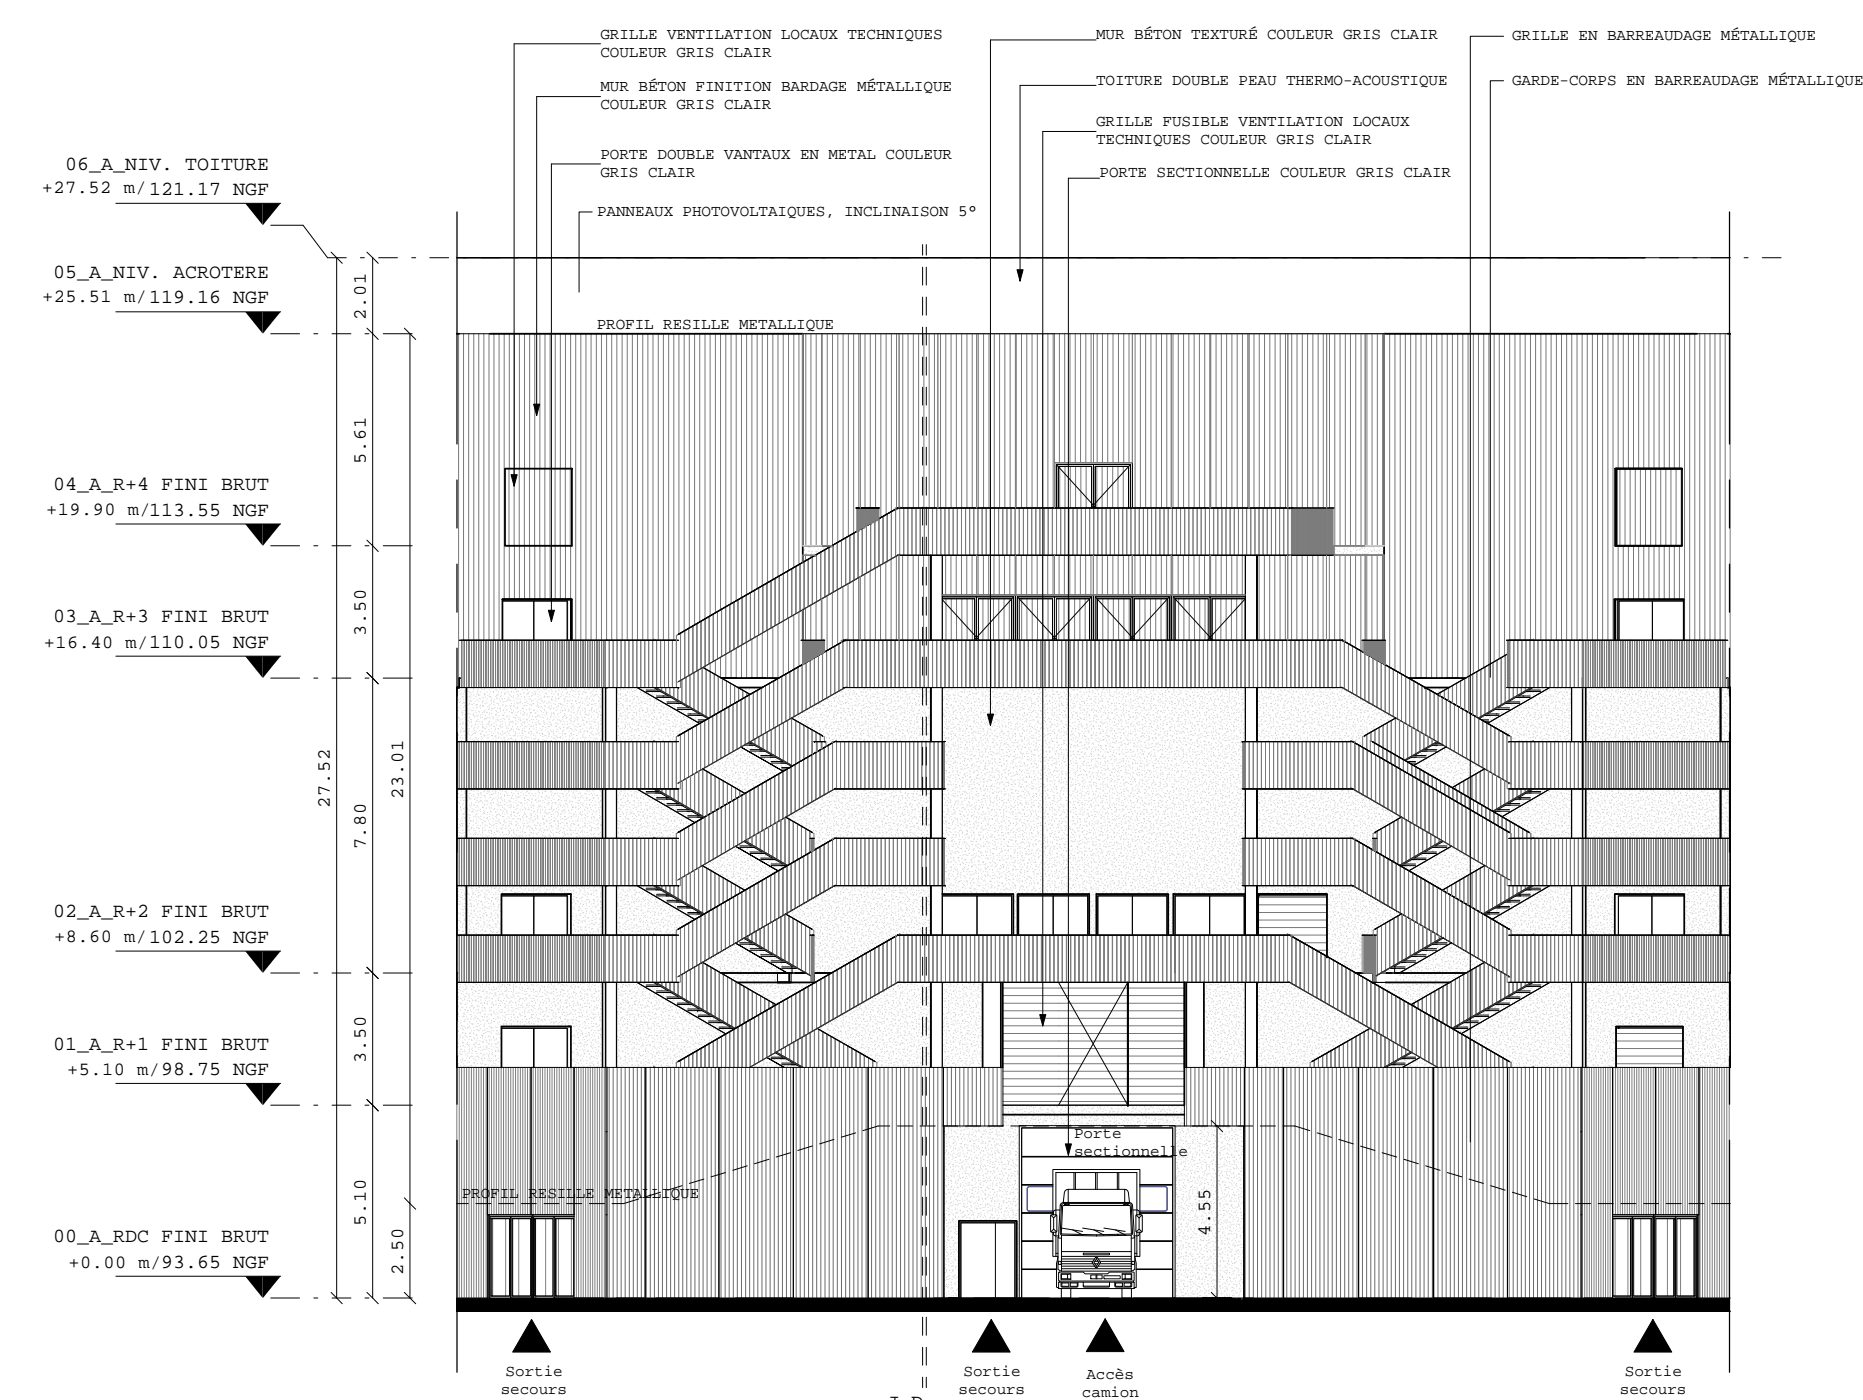 GRILLE VENTILATION LOCAUX TECHNIQUES
COULEUR GRIS CLAIR
MUR BÉTON FINITION BARDAGE MÉTALLIQUE
COULEUR GRIS CLAIR
PORTE DOUBLE VANTAUX EN METAL COULEUR
GRIS CLAIR
PANNEAUX PHOTOVOLTAIQUES, INCLINAISON 5°
MUR BÉTON TEXTURÉ COULEUR GRIS CLAIR
TOITURE DOUBLE PEAU THERMO-ACOUSTIQUE
GRILLE FUSIBLE VENTILATION LOCAUX
TECHNIQUES COULEUR GRIS CLAIR
PORTE SECTIONNELLE COULEUR GRIS CLAIR
GRILLE EN BARREAUDAGE MÉTALLIQUE
GARDE-CORPS EN BARREAUDAGE MÉTALLIQUE
06_A_NIV. TOITURE
+27.52 m/121.17 NGF
05_A_NIV. ACROTERE
+25.51 m/119.16 NGF
04_A_R+4 FINI BRUT
+19.90 m/113.55 NGF
03_A_R+3 FINI BRUT
+16.40 m/110.05 NGF
02_A_R+2 FINI BRUT
+8.60 m/102.25 NGF
01_A_R+1 FINI BRUT
+5.10 m/98.75 NGF
00_A_RDC FINI BRUT
+0.00 m/93.65 NGF
27.52
2.01
5.61
3.50
7.80
3.50
5.10
23.01
2.50
PROFIL RESILLE METALLIQUE
PROFIL RESILLE METALLIQUE
Porte
sectionnelle
4.55
Sortie
secours
Sortie
secours
Accès
camion
Sortie
secours